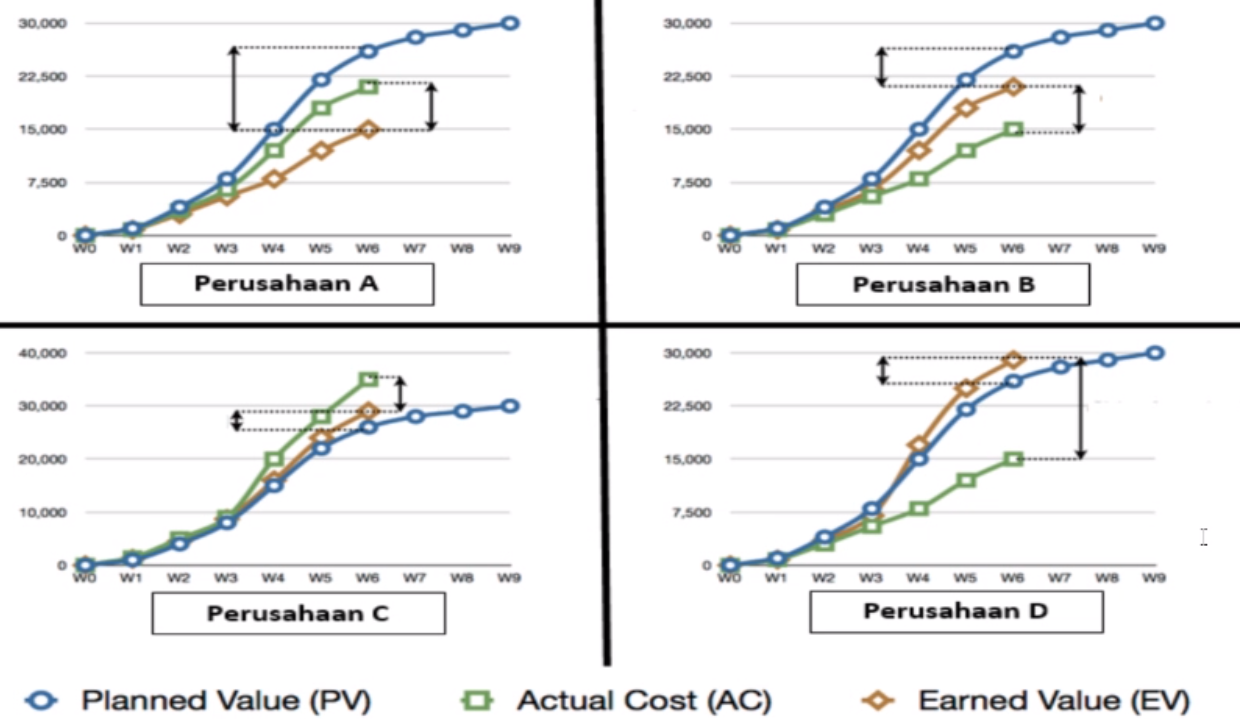 30,000
22,500
15,000
7,500
0
W0 W1 W2 W3 W4 W5 W6 W7 W8 W9
Perusahaan A
30,000
22,500
15,000
7,500
0
W0 W1 W2 W3 W4 W5 W6 W7 W8 W9
Perusahaan B
40,000
30,000
20,000
10,000
0
W0 W1 W2 W3 W4 W5 W6 W7 W8 W9
Perusahaan C
30,000
22,500
15,000
7,500
0
W0 W1 W2 W3 W4 W5 W6 W7 W8 W9
Perusahaan D
Planned Value (PV) Actual Cost (AC) Earned Value (EV)